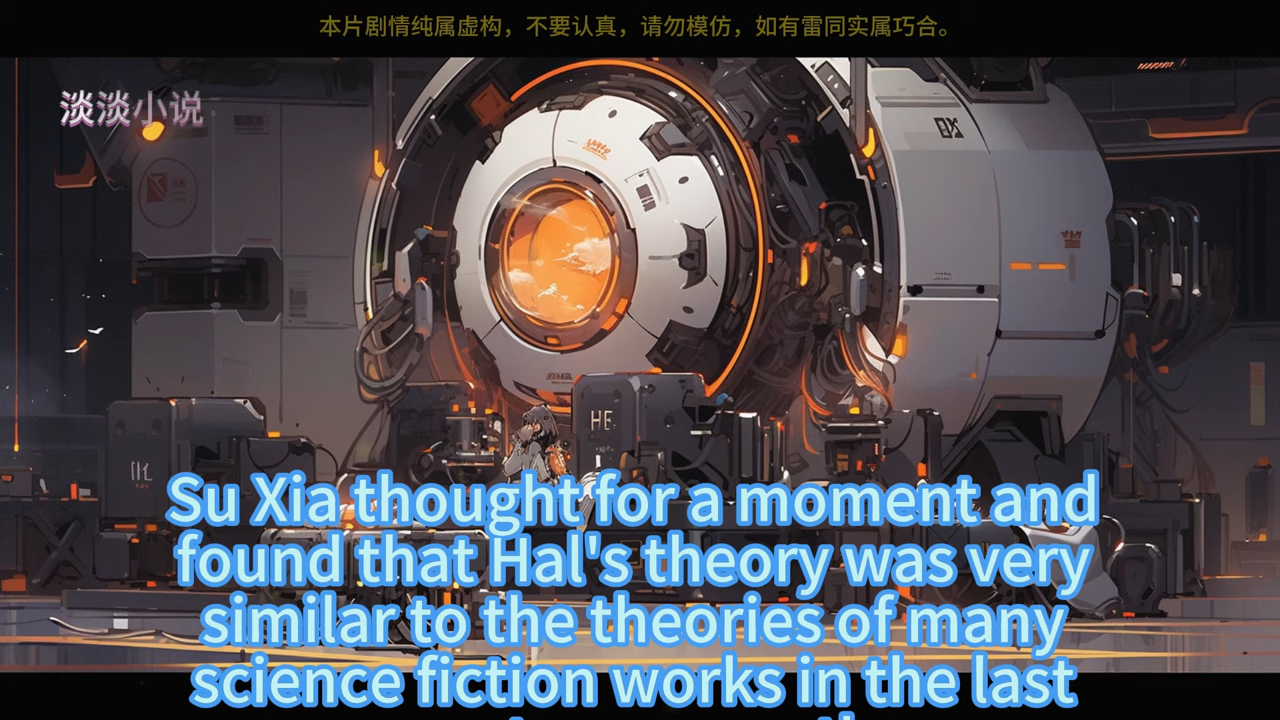 本片剧情纯属虚构，不要认真，请勿模仿，如有雷同实属巧合。
淡淡小说
HE
Su Xia thought for a moment and
found that Hal's theory was very
similar to the theories of many
science fiction works in the last